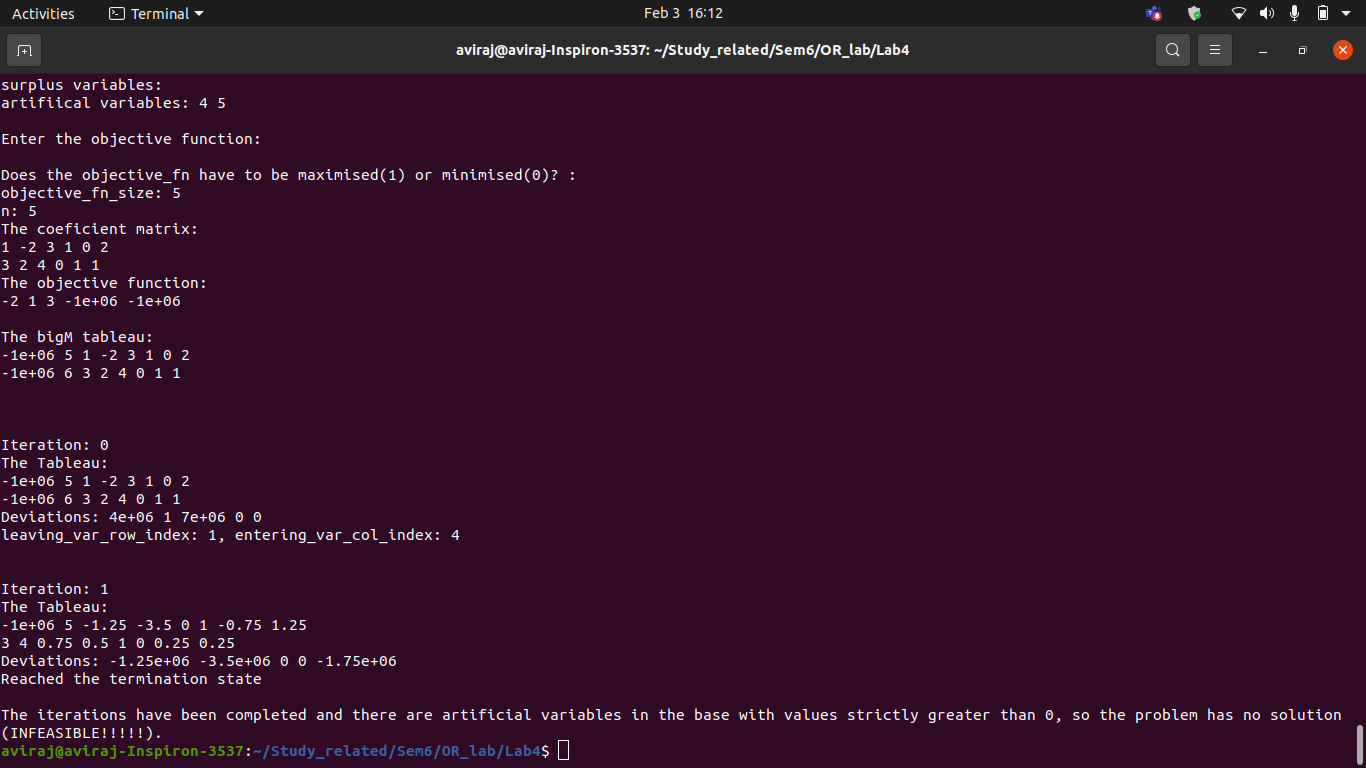 Activities Terminal Feb 3 16:12
aviraj@aviraj-Inspiron-3537: ~/Study_related/Sem6/OR_lab/Lab4
surplus variables:
artifiical variables: 4 5
Enter the objective function:
Does the objective_fn have to be maximised(1) or minimised(0)? :
objective_fn_size: 5
n: 5
The coeficient matrix:
1 -2 3 1 0 2
3 2 4 0 1 1
The objective function:
-2 1 3 -1e+06 -1e+06
The bigM tableau:
-1e+06 5 1 -2 3 1 0 2
-1e+06 6 3 2 4 0 1 1
Iteration: 0
The Tableau:
-1e+06 5 1 -2 3 1 0 2
-1e+06 6 3 2 4 0 1 1
Deviations: 4e+06 1 7e+06 0 0
leaving_var_row_index: 1, entering_var_col_index: 4
Iteration: 1
The Tableau:
-1e+06 5 -1.25 -3.5 0 1 -0.75 1.25
3 4 0.75 0.5 1 0 0.25 0.25
Deviations: -1.25e+06 -3.5e+06 0 0 -1.75e+06
Reached the termination state
The iterations have been completed and there are artificial variables in the base with values strictly greater than 0, so the problem has no solution
(INFEASIBLE!!!!!).
aviraj@aviraj-Inspiron-3537:~/Study_related/Sem6/OR_lab/Lab4$